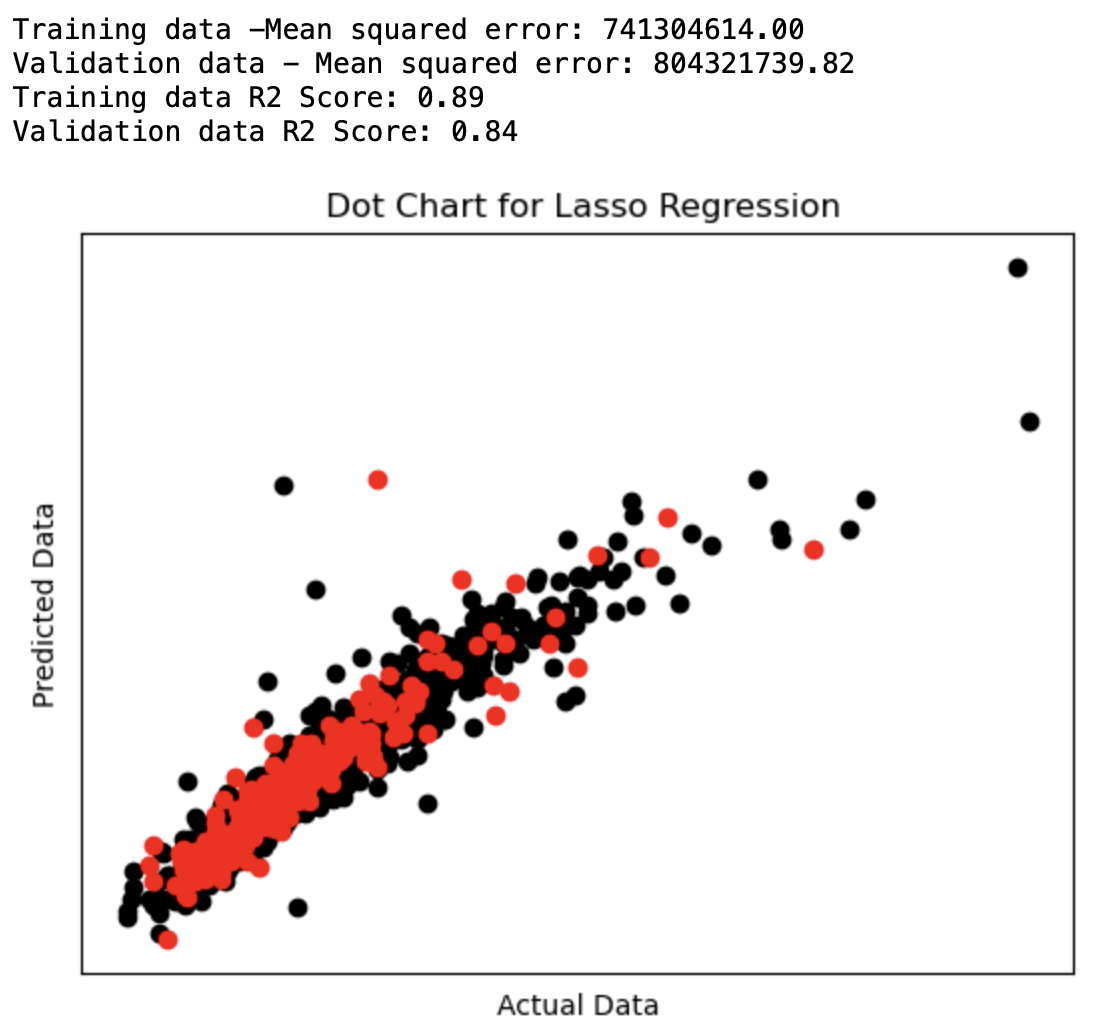 Training data –Mean squared error: 741304614.00
Validation data – Mean squared error: 804321739.82
Training data R2 Score: 0.89
Validation data R2 Score: 0.84
Dot Chart for Lasso Regression
Predicted Data
Actual Data